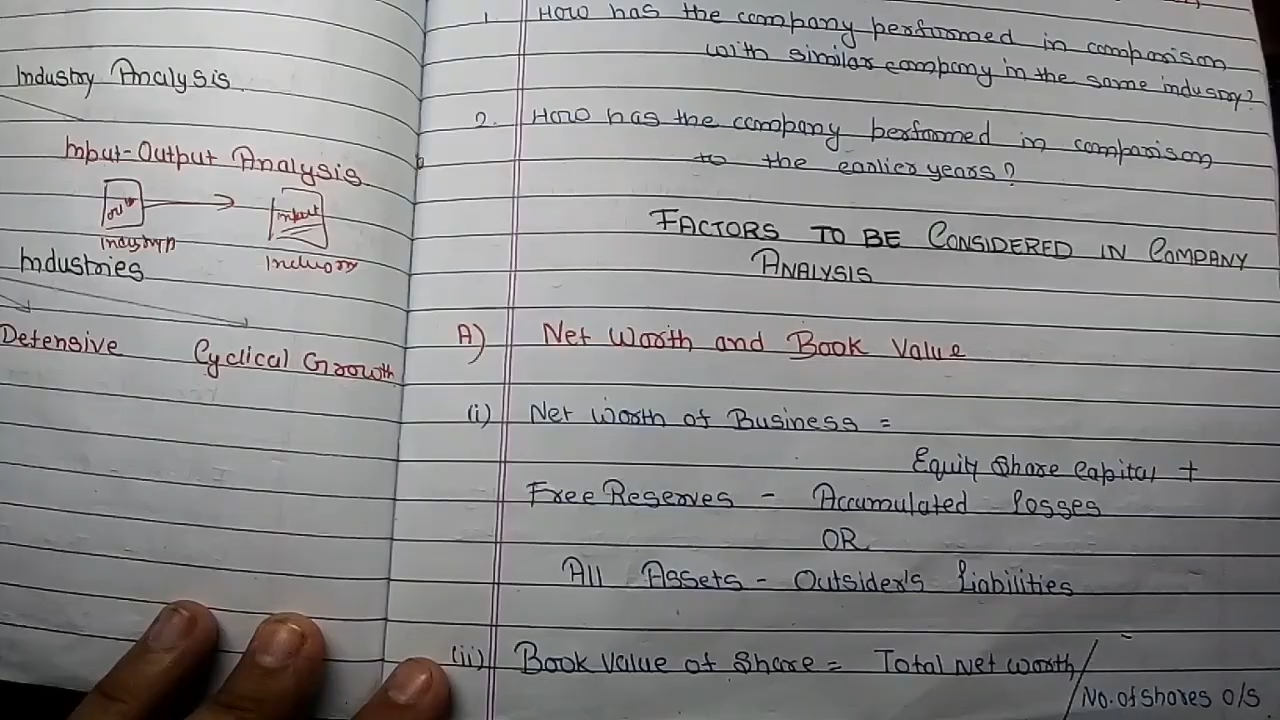 Industry Analysis
Input-Output Analysis
input
Industry
Industries
Defensive Cyclical Growth
1. How has the company performed in comparison
with similar company in the same industry?
2. How has the company performed in comparison
to the earlier years?
FACTORS TO BE CONSIDERED IN COMPANY
ANALYSIS
A) Net Worth and Book Value
(i) Net Worth of Business =
Equity Share Capital +
Free Reserves - Accumulated Losses
OR
All Assets - Outsider's Liabilities
(ii) Book Value of Share = Total Net Worth/
No. of Shares O/S